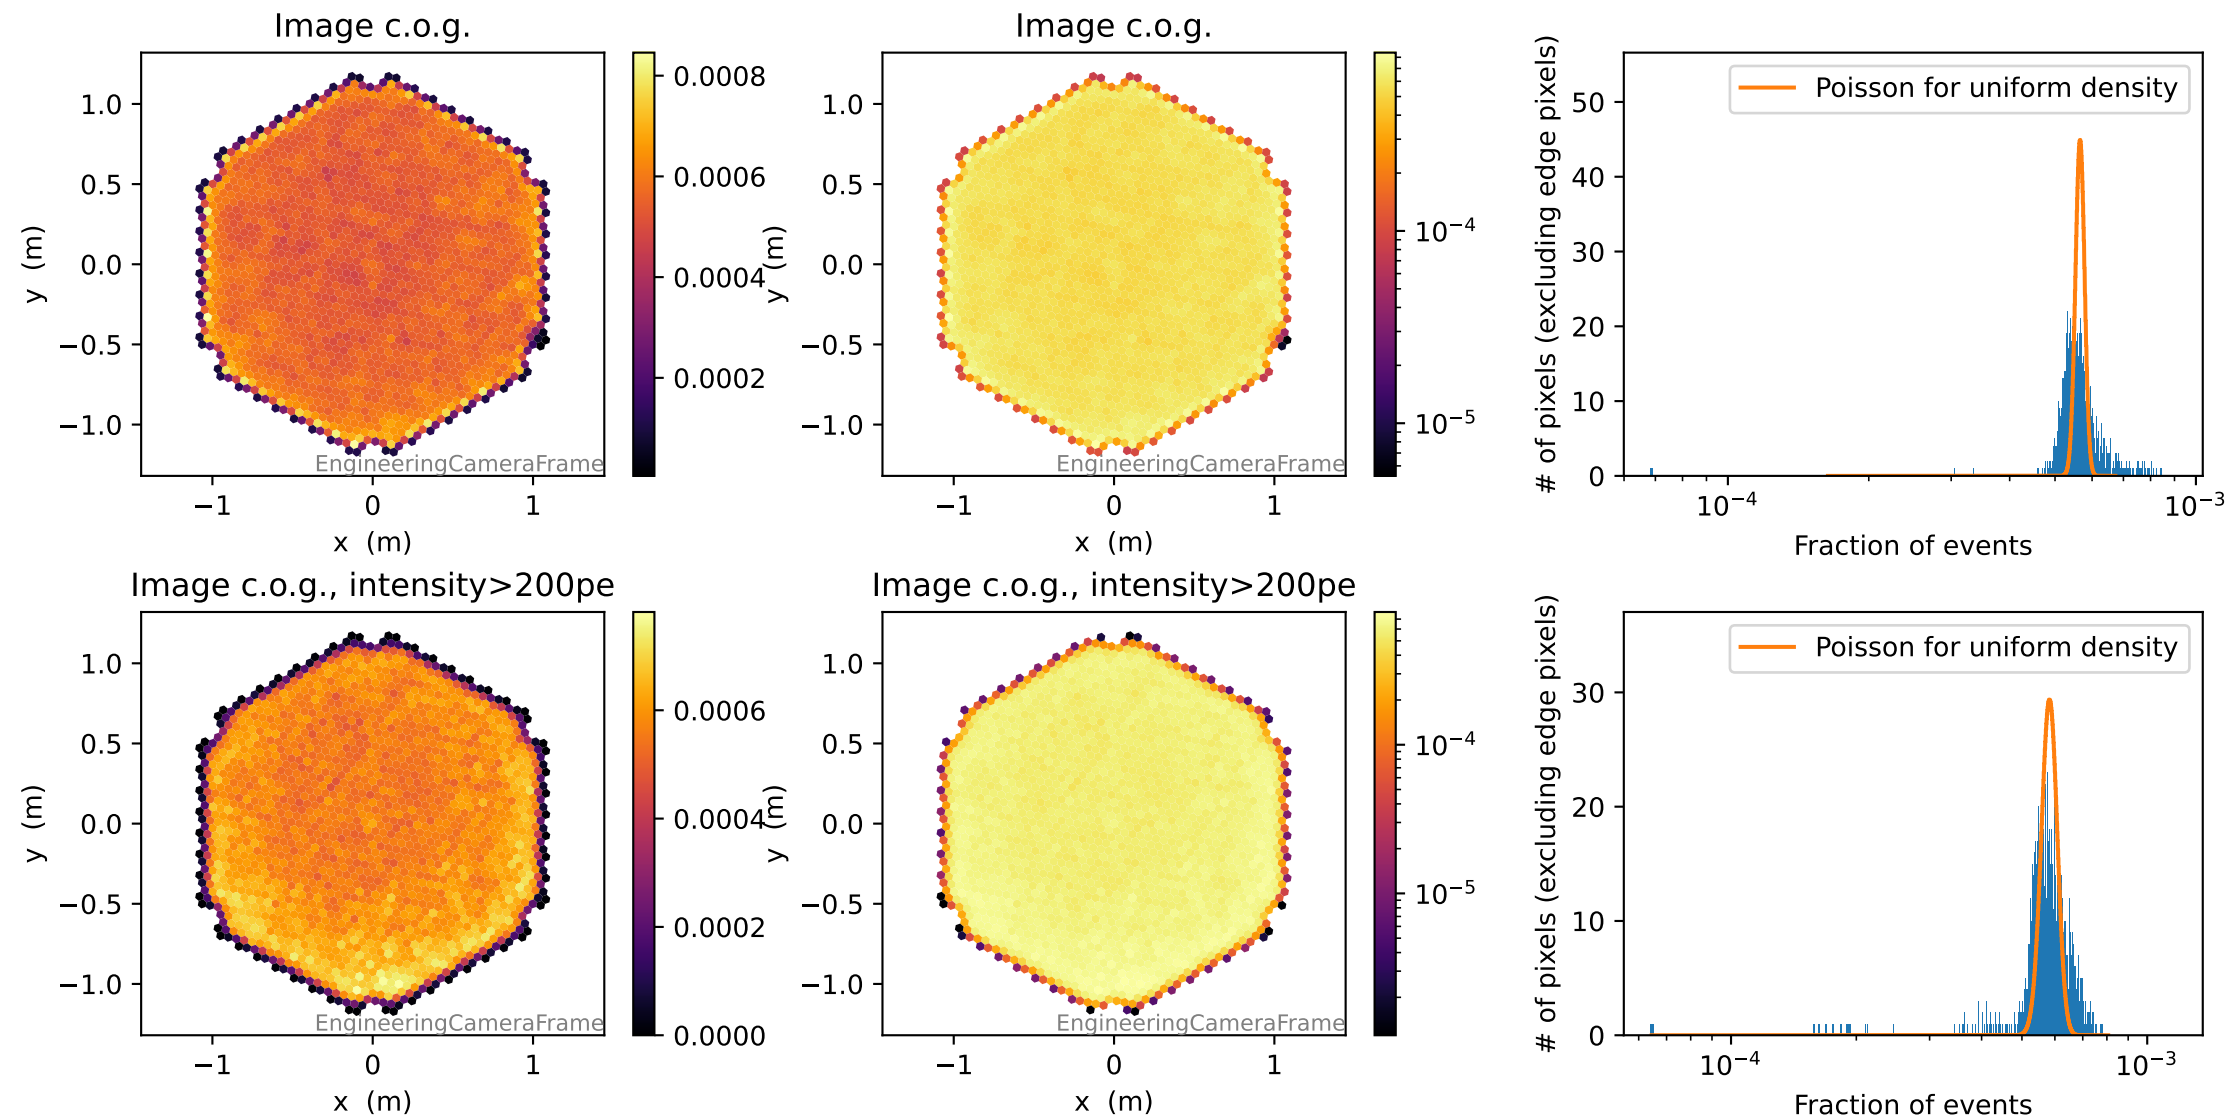 Image c.o.g.
1.0
0.5
0.0
−0.5
−1.0
y (m)
−1
0
1
x (m)
EngineeringCameraFrame
0.0008
0.0006
0.0004
0.0002
Image c.o.g.
1.0
0.5
0.0
−0.5
−1.0
y (m)
−1
0
1
x (m)
EngineeringCameraFrame
10⁻⁴
10⁻⁵
Poisson for uniform density
50
40
30
20
10
0
# of pixels (excluding edge pixels)
10⁻⁴
10⁻³
Fraction of events
Image c.o.g., intensity>200pe
1.0
0.5
0.0
−0.5
−1.0
y (m)
−1
0
1
x (m)
EngineeringCameraFrame
0.0006
0.0004
0.0002
0.0000
Image c.o.g., intensity>200pe
1.0
0.5
0.0
−0.5
−1.0
y (m)
−1
0
1
x (m)
EngineeringCameraFrame
10⁻⁴
10⁻⁵
Poisson for uniform density
30
20
10
0
# of pixels (excluding edge pixels)
10⁻⁴
10⁻³
Fraction of events